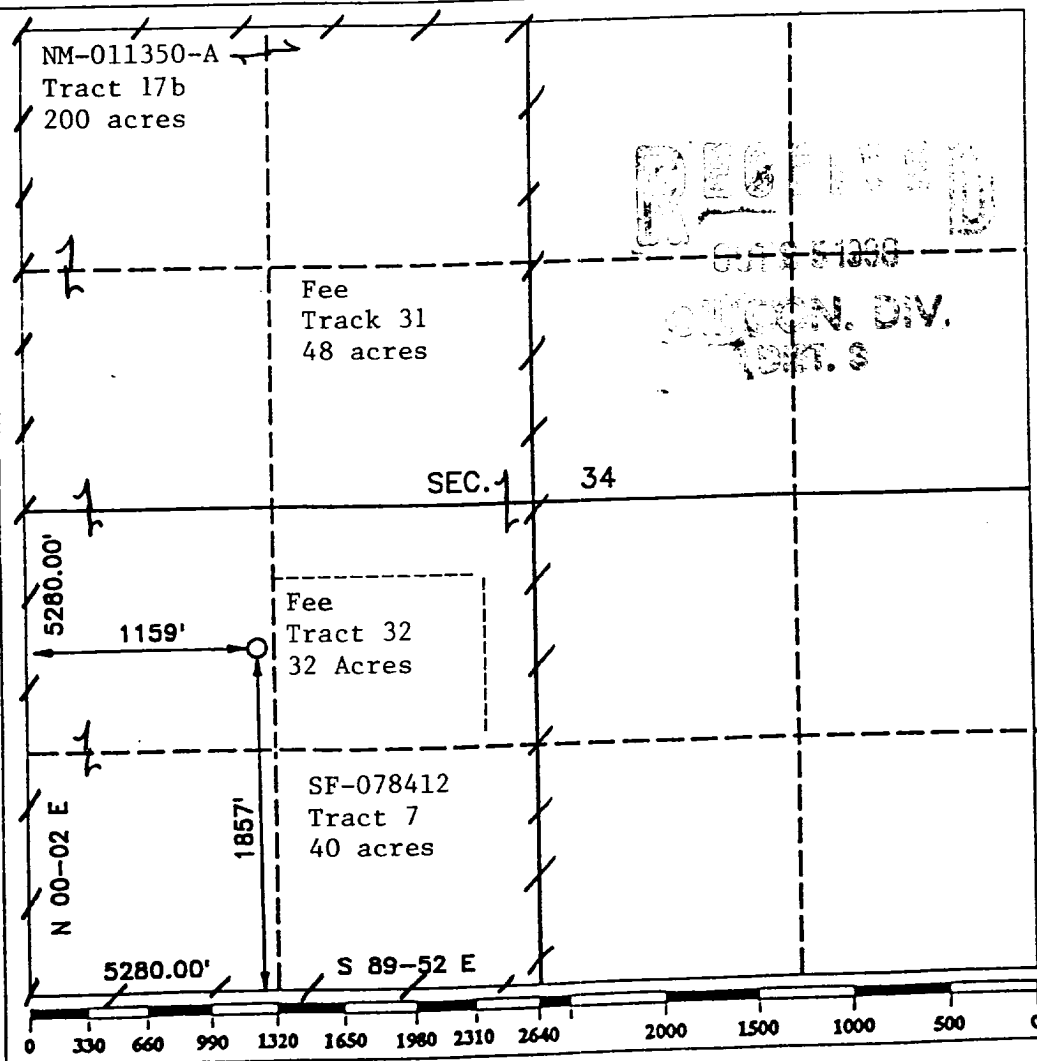 NM-011350-A
Tract 17b
200 acres
Fee
Track 31
48 acres
OIL CON. DIV.
SEC. 34
5280.00'
1159'
Fee
Tract 32
32 Acres
1857'
SF-078412
Tract 7
40 acres
N 00-02 E
5280.00' S 89-52 E
0 330 660 990 1320 1650 1980 2310 2640 2000 1500 1000 500